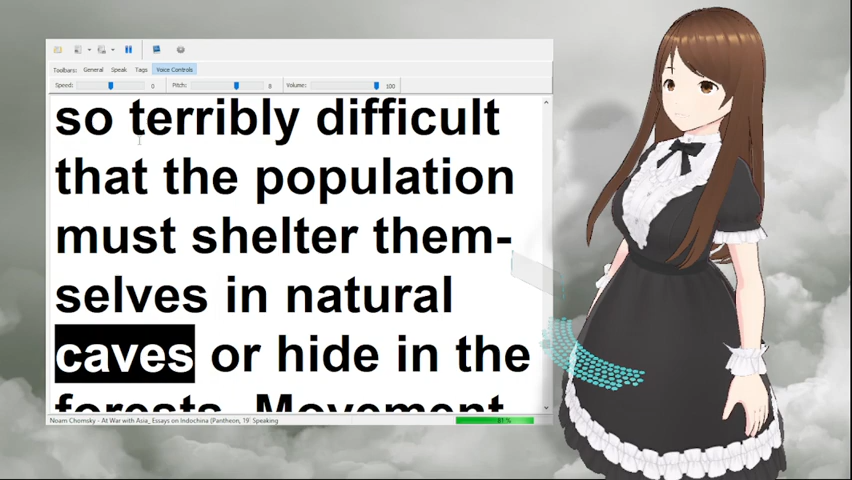 Toolbars: General Speak Tags Voice Controls
Speed: 0 Pitch: 8 Volume: 100
so terribly difficult
that the population
must shelter them-
selves in natural
caves or hide in the
forests. Movement
Noam Chomsky - At War with Asia_ Essays on Indochina (Pantheon, 19 Speaking